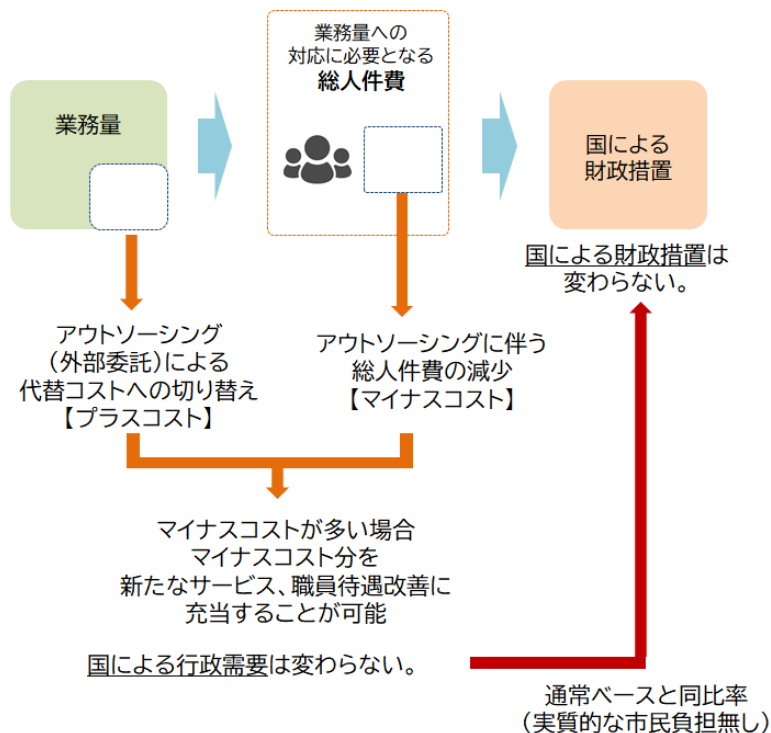 業務量
業務量への
対応に必要となる
総人件費
国による
財政措置
国による財政措置は
変わらない。
アウトソーシング
（外部委託）による
代替コストへの切り替え
【プラスコスト】
アウトソーシングに伴う
総人件費の減少
【マイナスコスト】
マイナスコストが多い場合
マイナスコスト分を
新たなサービス、職員待遇改善に
充当することが可能
国による行政需要は変わらない。
通常ベースと同比率
（実質的な市民負担無し）